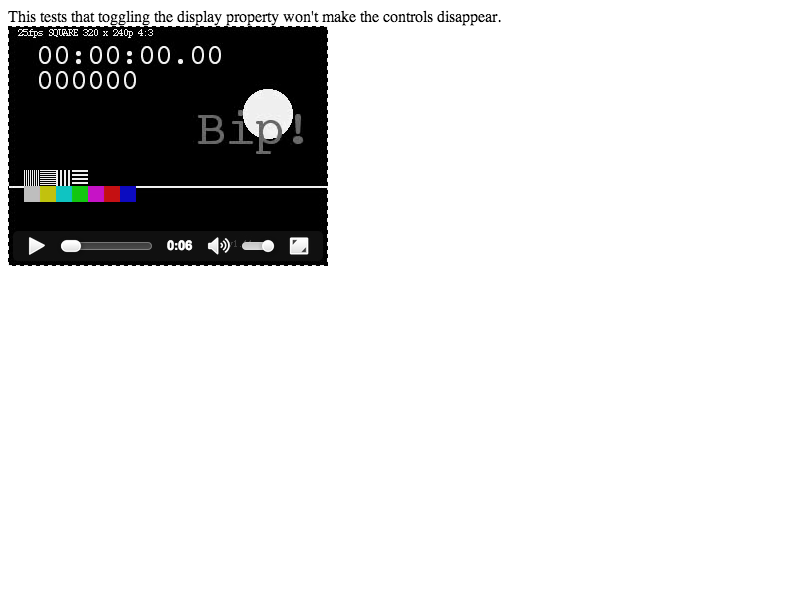 This tests that toggling the display property won't make the controls disappear.
25fps SQUARE 320 x 240p 4:3
00:00:00.00
000000
Bip!
0:06